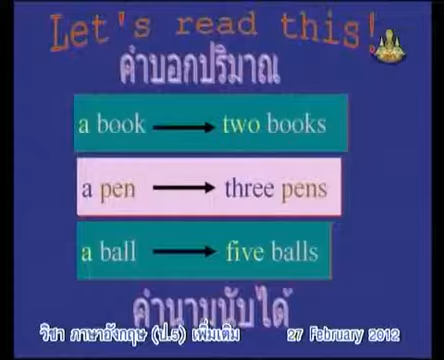 Let's read this!
คำบอกปริมาณ
a book → two books
a pen → three pens
a ball → five balls
คำนามนับได้
วิชา ภาษาอังกฤษ (ป.5) เพิ่มเติม 27 February 2012